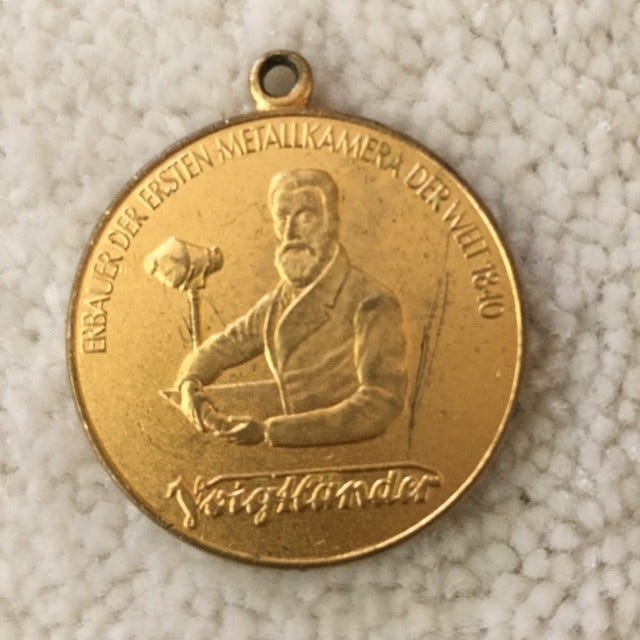 ERBAUER DER ERSTEN METALLKAMERA DER WELT 1840
Voigtländer